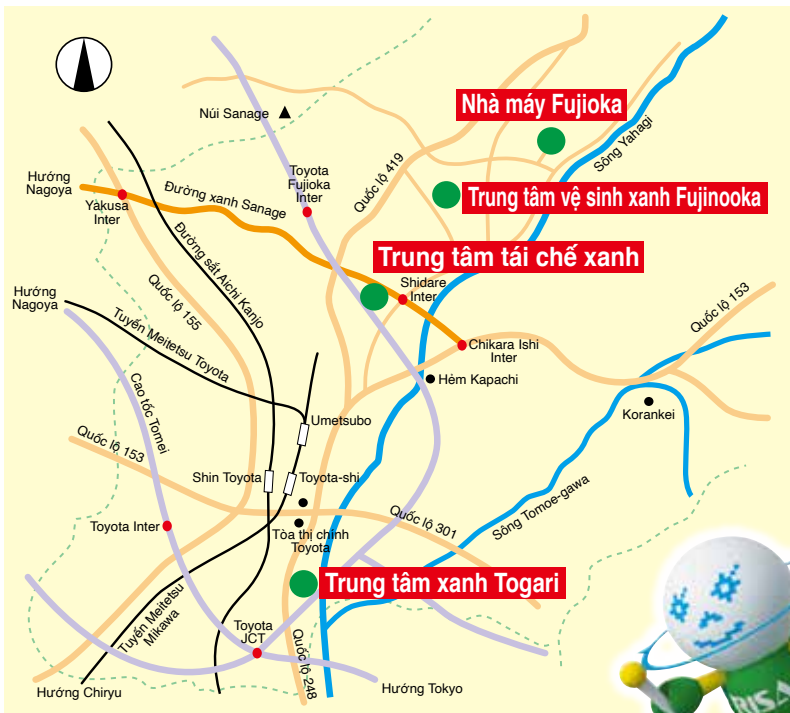 Nhà máy Fujioka
Núi Sanage
Sông Yahagi
Quốc lộ 419
Toyota
Fujioka
Inter
Hướng
Nagoya
Đường xanh Sanage
Trung tâm vệ sinh xanh Fujinooka
Yakusa
Inter
Đường sắt Aichi Kanjo
Trung tâm tái chế xanh
Shidare
Inter
Quốc lộ 155
Hướng
Nagoya
Quốc lộ 153
Tuyến Meitetsu Toyota
Chikara Ishi
Inter
Hẻm Kapachi
Cao tốc Tomei
Korankei
Umetsubo
Quốc lộ 153
Shin Toyota
Toyota-shi
Sông Tomoe-gawa
Quốc lộ 301
Toyota Inter
Tòa thị chính
Toyota
Trung tâm xanh Togari
Tuyến Meitetsu
Mikawa
Toyota
JCT
Quốc lộ 248
Hướng Chiryu
Hướng Tokyo
RISA